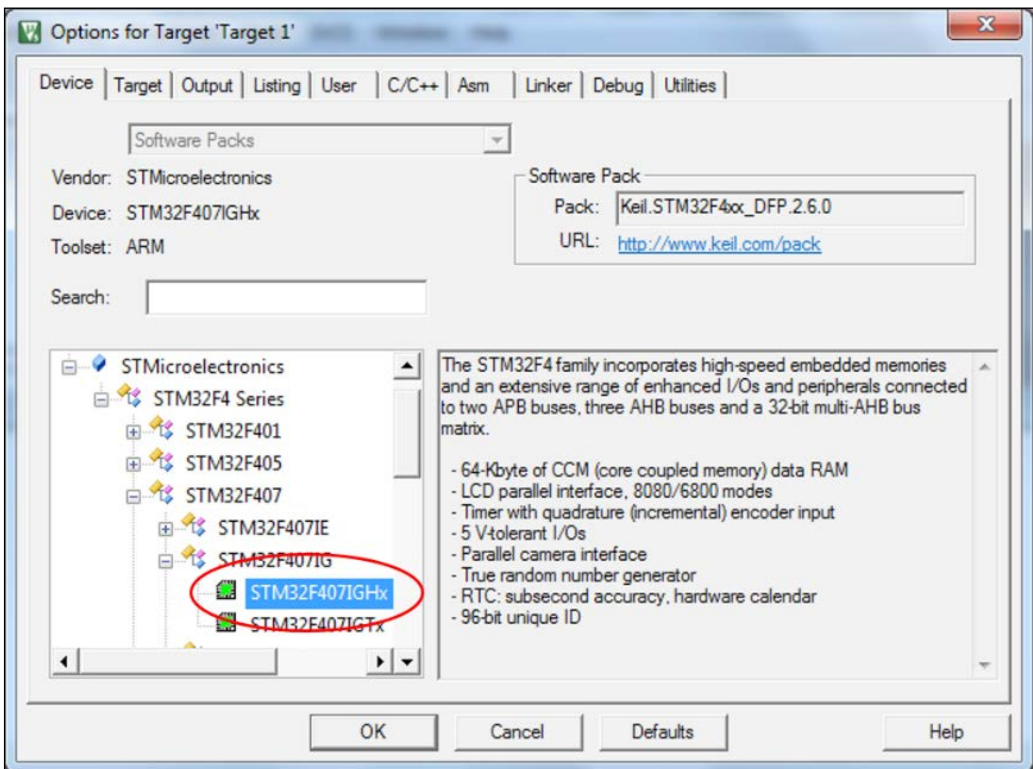 Options for Target 'Target 1'
Device Target Output Listing User C/C++ Asm Linker Debug Utilities
Software Packs
Vendor: STMicroelectronics
Device: STM32F407IGHx
Toolset: ARM
Search:
Software Pack
Pack: Keil.STM32F4xx_DFP.2.6.0
URL: http://www.keil.com/pack
STMicroelectronics
STM32F4 Series
STM32F401
STM32F405
STM32F407
STM32F407IE
STM32F407IG
STM32F407IGHx
STM32F407IGTx
The STM32F4 family incorporates high-speed embedded memories
and an extensive range of enhanced I/Os and peripherals connected
to two APB buses, three AHB buses and a 32-bit multi-AHB bus
matrix.
- 64-Kbyte of CCM (core coupled memory) data RAM
- LCD parallel interface, 8080/6800 modes
- Timer with quadrature (incremental) encoder input
- 5 V-tolerant I/Os
- Parallel camera interface
- True random number generator
- RTC: subsecond accuracy, hardware calendar
- 96-bit unique ID
OK Cancel Defaults Help